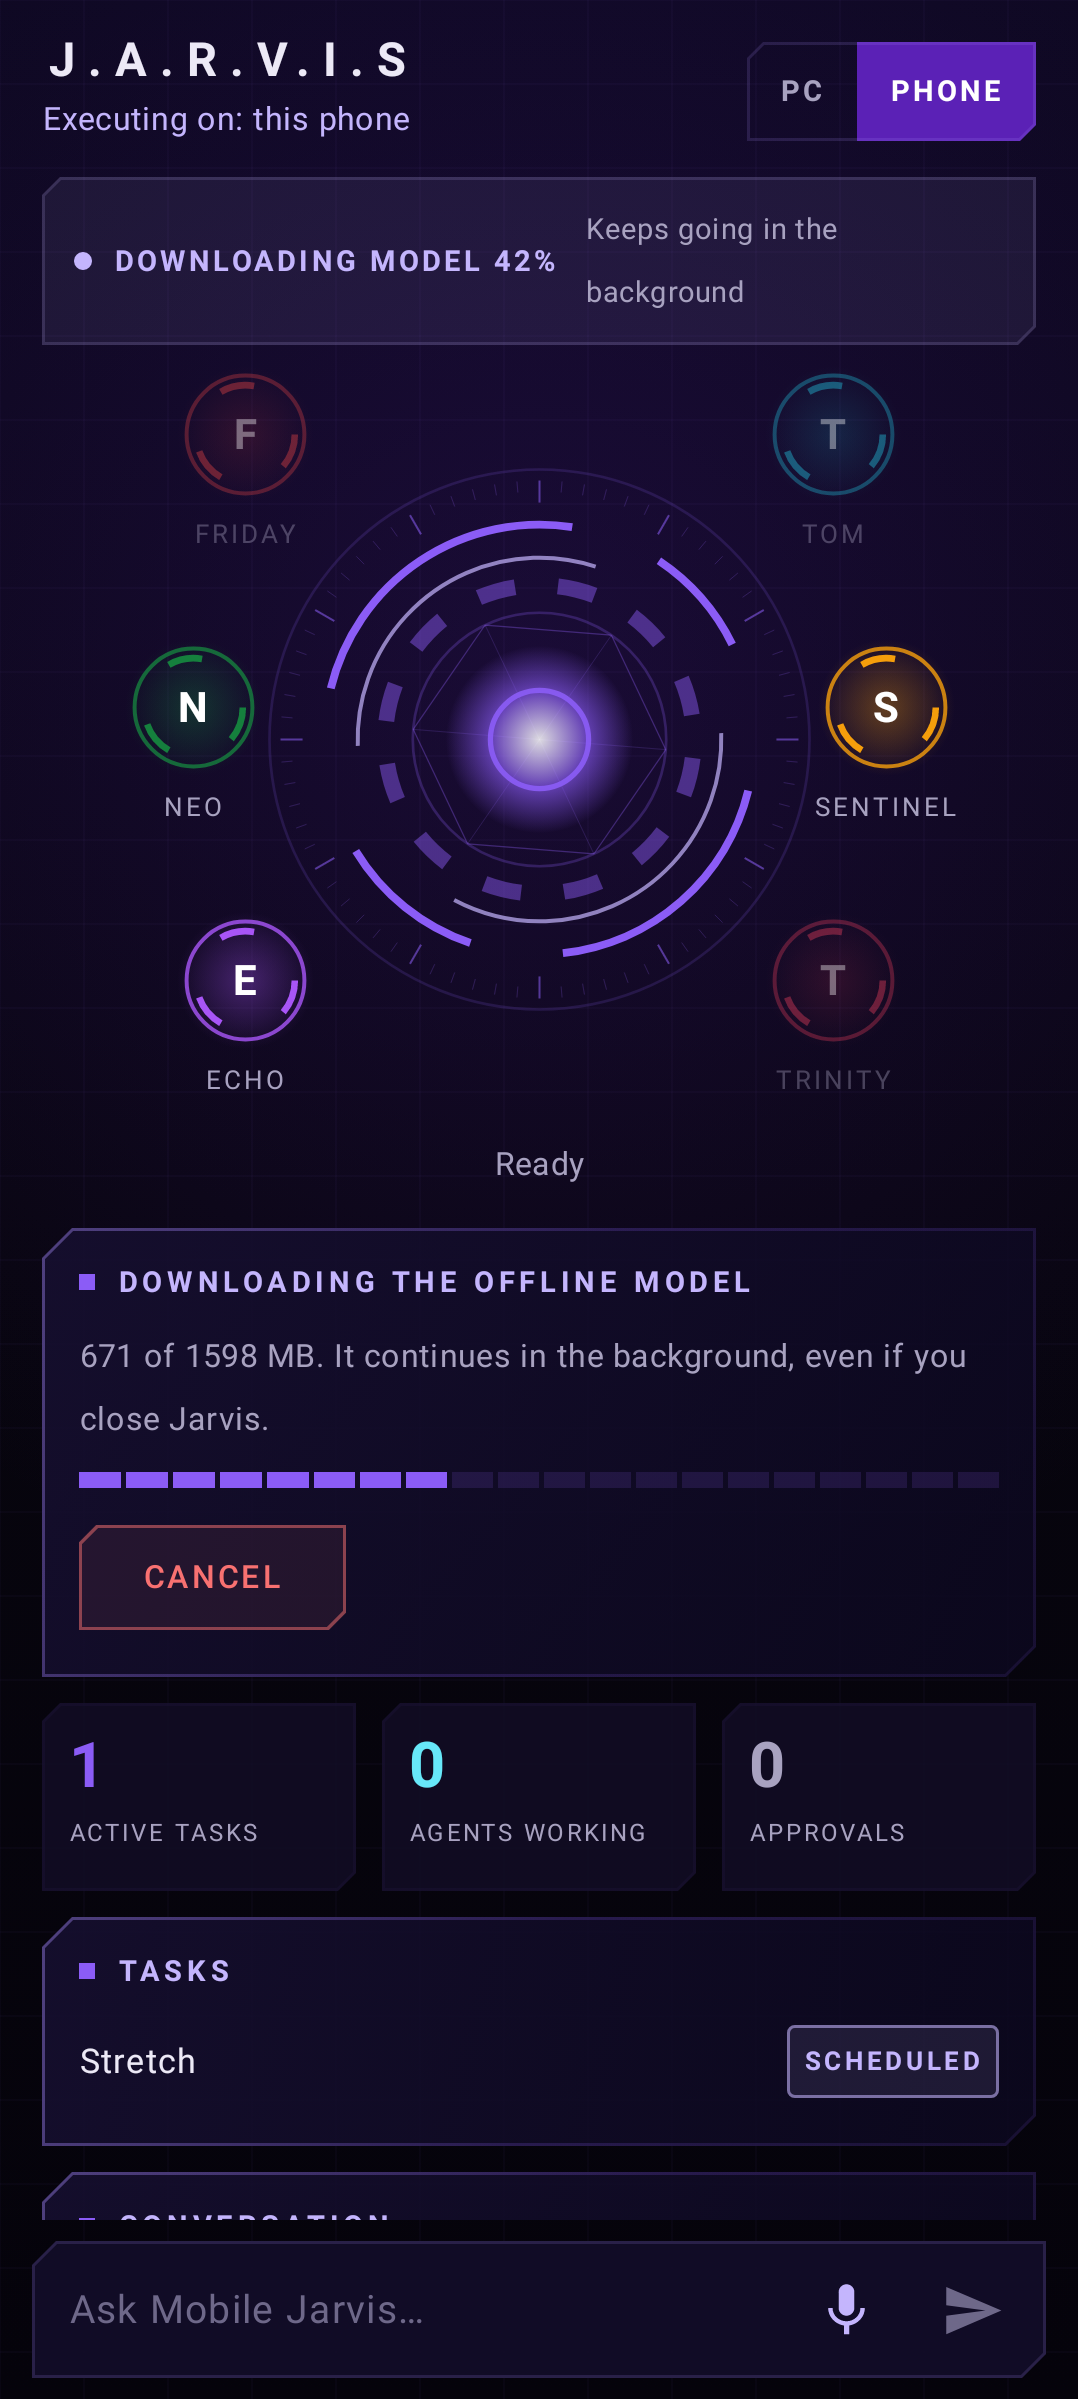 J.A.R.V.I.S
Executing on: this phone
PC
PHONE
DOWNLOADING MODEL 42%
Keeps going in the
background
F
FRIDAY
T
TOM
N
NEO
S
SENTINEL
E
ECHO
T
TRINITY
Ready
DOWNLOADING THE OFFLINE MODEL
671 of 1598 MB. It continues in the background, even if you
close Jarvis.
CANCEL
1
ACTIVE TASKS
0
AGENTS WORKING
0
APPROVALS
TASKS
Stretch
SCHEDULED
CONVERSATION
Ask Mobile Jarvis…